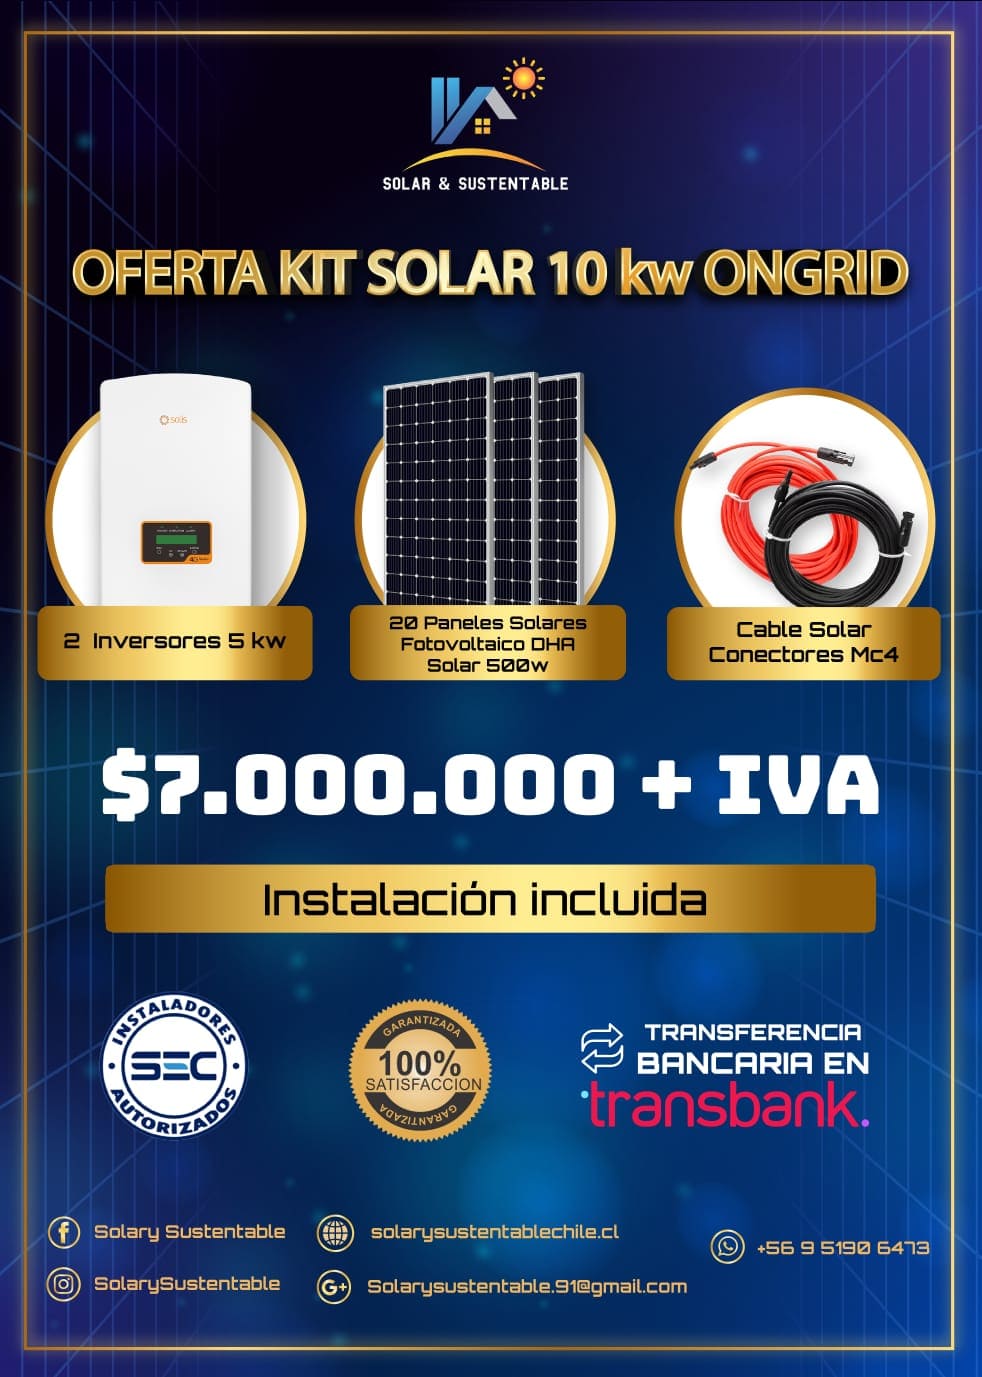 SOLAR & SUSTENTABLE
OFERTA KIT SOLAR 10 kw ONGRID
solis
2 Inversores 5 kw
20 Paneles Solares
Fotovoltaico DHA
Solar 500w
Cable Solar
Conectores Mc4
$7.000.000 + IVA
Instalación incluida
INSTALADORES
SEC
AUTORIZADOS
GARANTIZADA
100%
SATISFACCION
GARANTIZADA
TRANSFERENCIA
BANCARIA EN
transbank.
Solary Sustentable
solarysustentablechile.cl
+56 9 5190 6473
SolarySustentable
G+
Solarysustentable.91@gmail.com